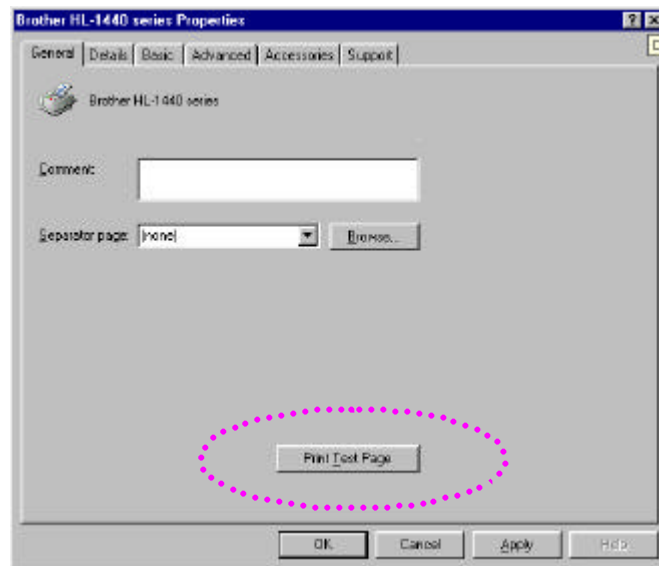 Brother HL-1440 series Properties
General Details Basic Advanced Accessories Support
Brother HL-1440 series
Comment:
Separator page: (none) Browse...
Print Test Page
OK Cancel Apply Help